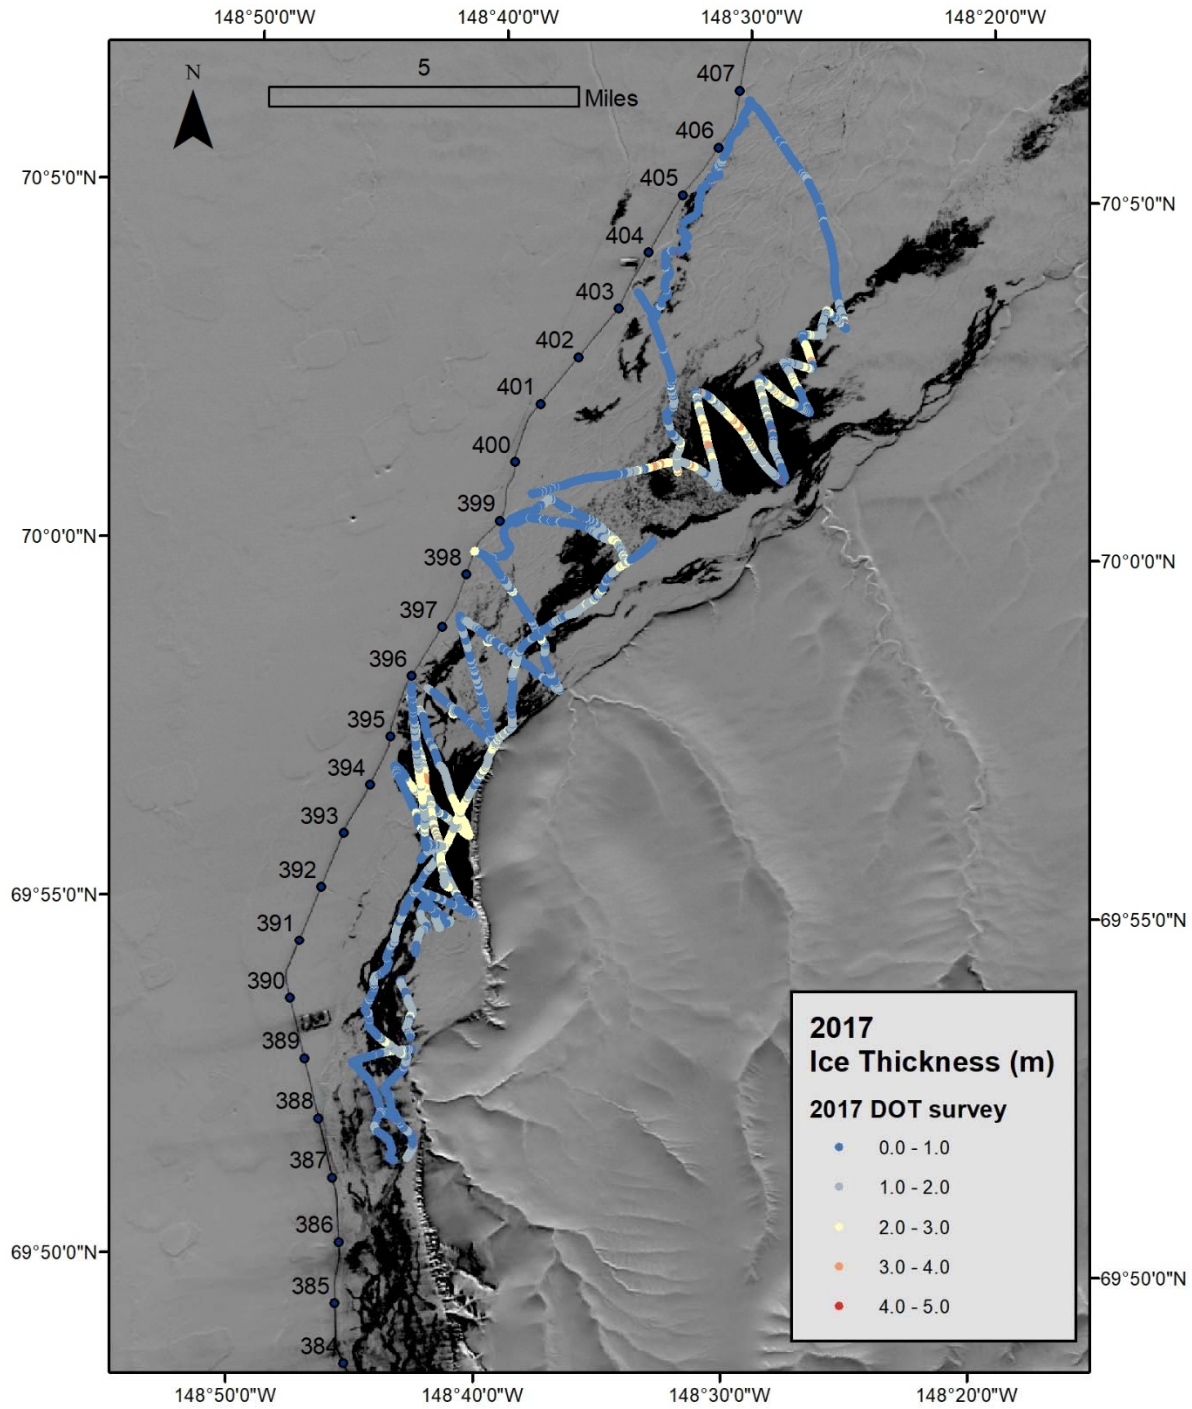 148°50'0"W
148°40'0"W
148°30'0"W
148°20'0"W
N
5
Miles
407
406
70°5'0"N
405
70°5'0"N
404
403
402
401
400
399
70°0'0"N
398
70°0'0"N
397
396
395
394
393
392
69°55'0"N
391
69°55'0"N
390
389
388
387
386
69°50'0"N
385
69°50'0"N
384
2017
Ice Thickness (m)
2017 DOT survey
0.0 - 1.0
1.0 - 2.0
2.0 - 3.0
3.0 - 4.0
4.0 - 5.0
148°50'0"W
148°40'0"W
148°30'0"W
148°20'0"W